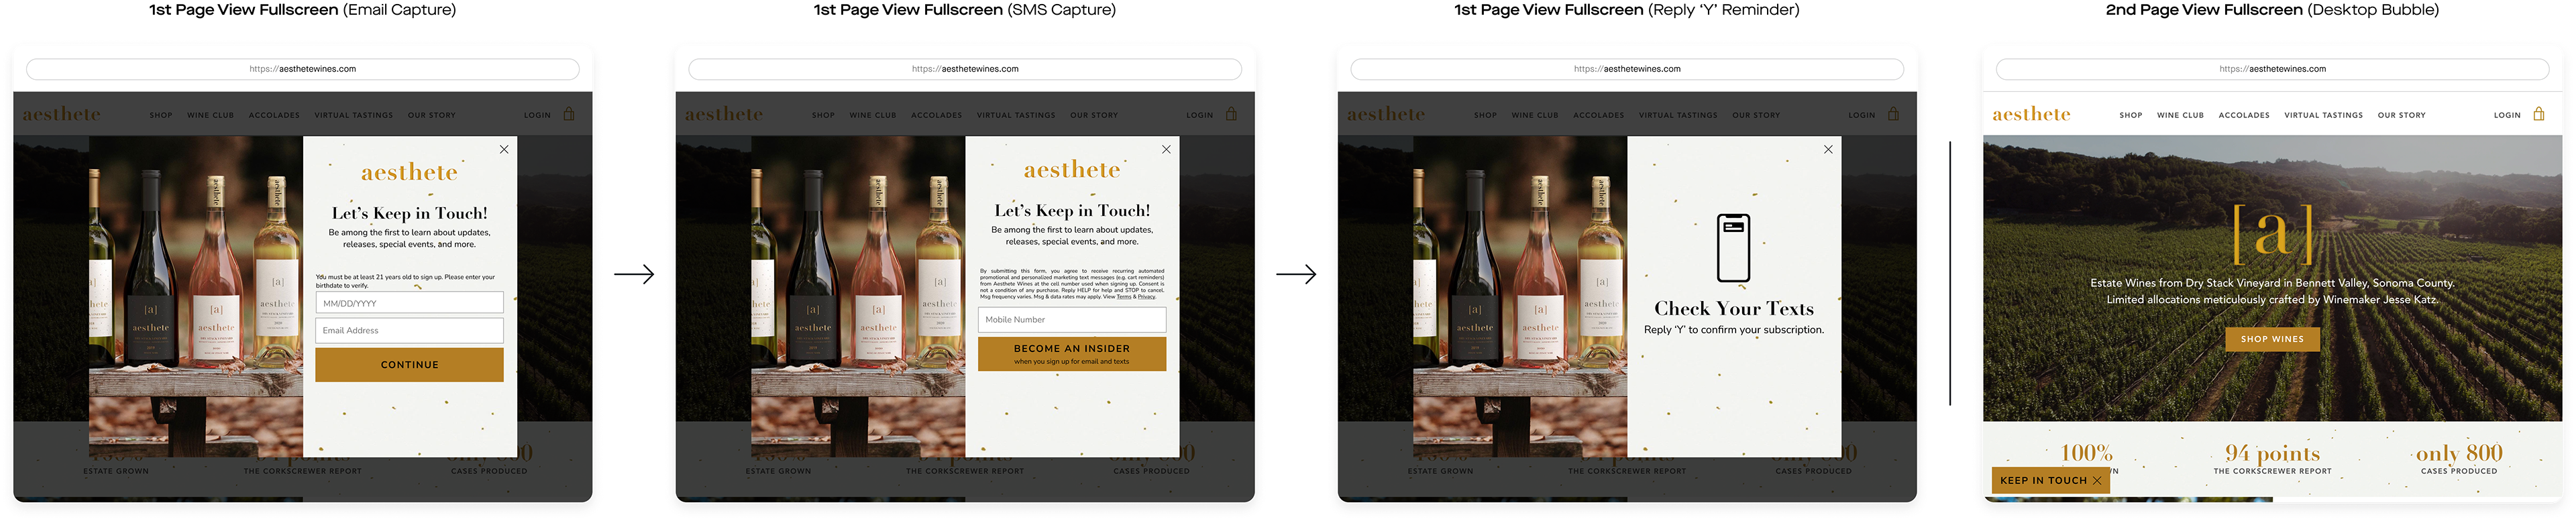 1st Page View Fullscreen (Email Capture)
https://aesthetewines.com
aesthete
SHOP WINE CLUB ACCOLADES VIRTUAL TASTINGS OUR STORY LOGIN
aesthete
Let's Keep in Touch!
Be among the first to learn about updates,
releases, special events, and more.
You must be at least 21 years old to sign up. Please enter your
birthdate to verify.
MM/DD/YYYY
Email Address
CONTINUE
[a]
aesthete
[a]
aesthete
[a]
aesthete
ESTATE GROWN THE CORKSCREWER REPORT CASES PRODUCED
1st Page View Fullscreen (SMS Capture)
https://aesthetewines.com
aesthete
SHOP WINE CLUB ACCOLADES VIRTUAL TASTINGS OUR STORY LOGIN
aesthete
Let's Keep in Touch!
Be among the first to learn about updates,
releases, special events, and more.
By submitting this form, you agree to receive recurring automated
promotional and personalized marketing text messages (e.g. cart reminders)
from Aesthete Wines at the cell number used when signing up. Consent is
not a condition of any purchase. Reply HELP for help and STOP to cancel.
Msg frequency varies. Msg & data rates may apply. View Terms & Privacy.
Mobile Number
BECOME AN INSIDER
when you sign up for email and texts
[a]
aesthete
[a]
aesthete
[a]
aesthete
ESTATE GROWN THE CORKSCREWER REPORT CASES PRODUCED
1st Page View Fullscreen (Reply ‘Y’ Reminder)
https://aesthetewines.com
aesthete
SHOP WINE CLUB ACCOLADES VIRTUAL TASTINGS OUR STORY LOGIN
Check Your Texts
Reply ‘Y’ to confirm your subscription.
[a]
aesthete
[a]
aesthete
[a]
aesthete
ESTATE GROWN THE CORKSCREWER REPORT CASES PRODUCED
2nd Page View Fullscreen (Desktop Bubble)
https://aesthetewines.com
aesthete
SHOP WINE CLUB ACCOLADES VIRTUAL TASTINGS OUR STORY LOGIN
[a]
Estate Wines from Dry Stack Vineyard in Bennett Valley, Sonoma County.
Limited allocations meticulously crafted by Winemaker Jesse Katz.
SHOP WINES
100% 94 points only 800
THE CORKSCREWER REPORT CASES PRODUCED
KEEP IN TOUCH